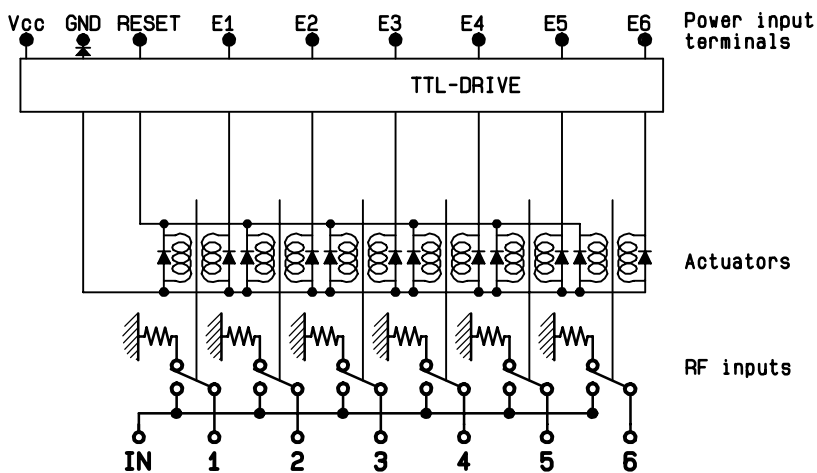 Vcc GND RESET E1 E2 E3 E4 E5 E6 Power input
terminals
TTL-DRIVE
Actuators
RF inputs
IN 1 2 3 4 5 6